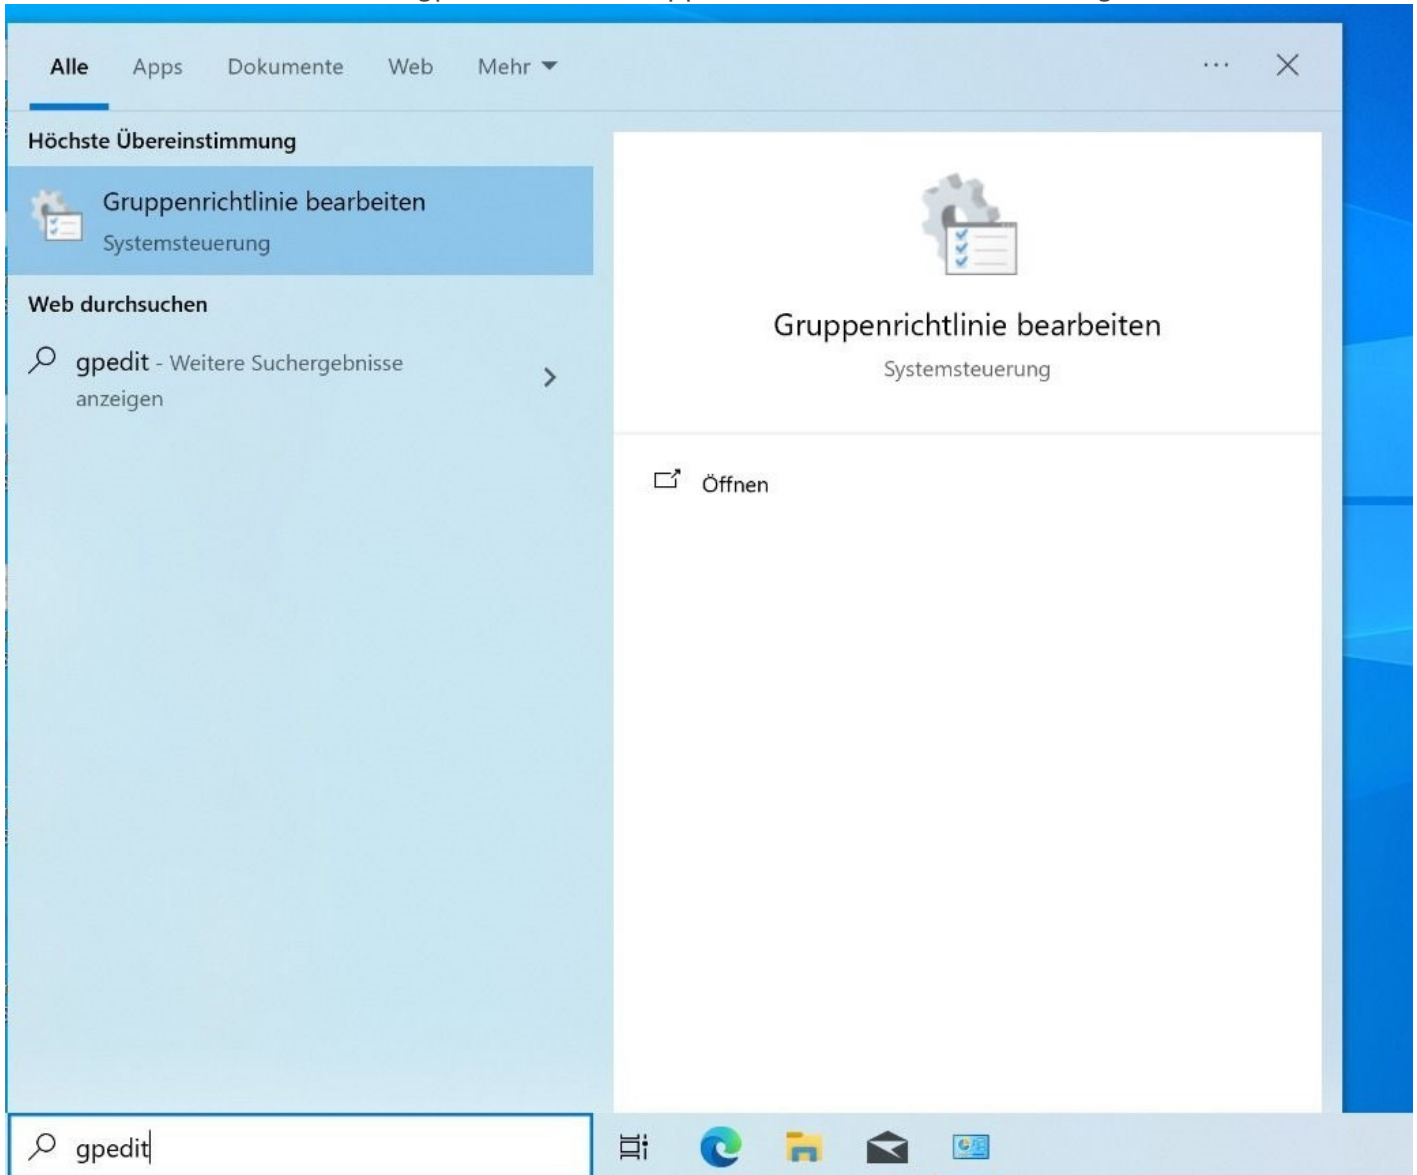 Alle Apps Dokumente Web Mehr
Höchste Übereinstimmung
Gruppenrichtlinie bearbeiten
Systemsteuerung
Web durchsuchen
gpedit - Weitere Suchergebnisse
anzeigen
Gruppenrichtlinie bearbeiten
Systemsteuerung
Öffnen
gpedit